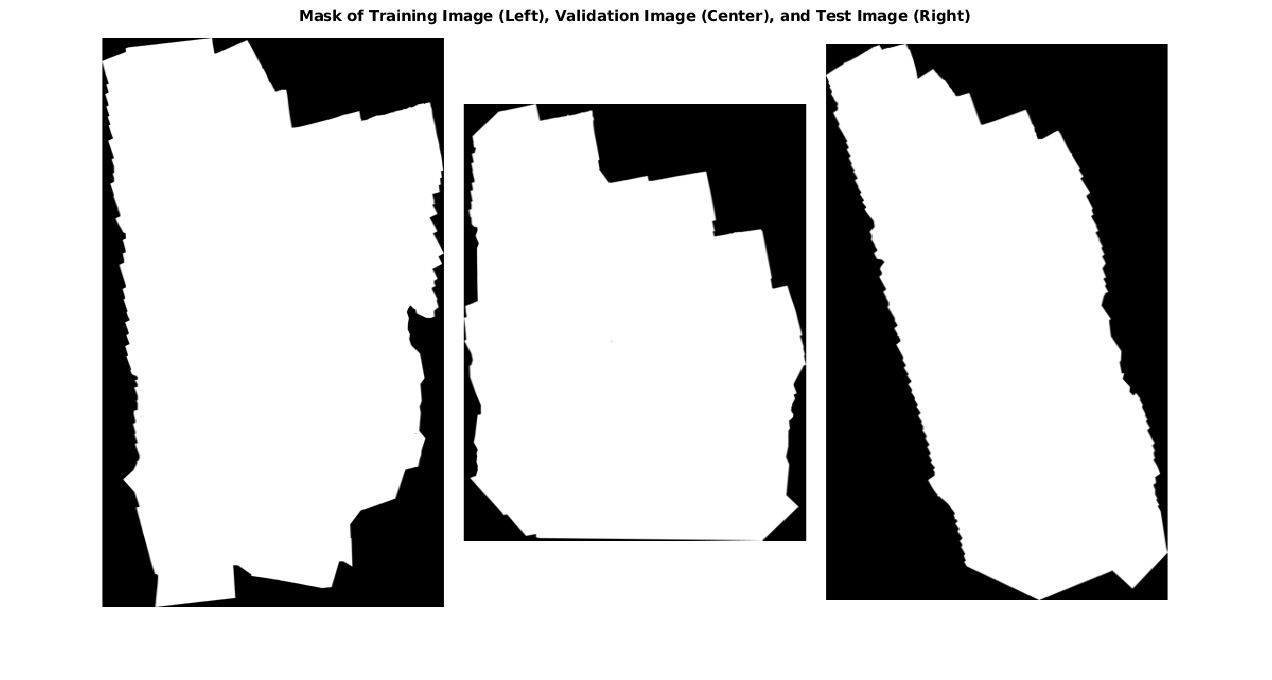 Mask of Training Image (Left), Validation Image (Center), and Test Image (Right)